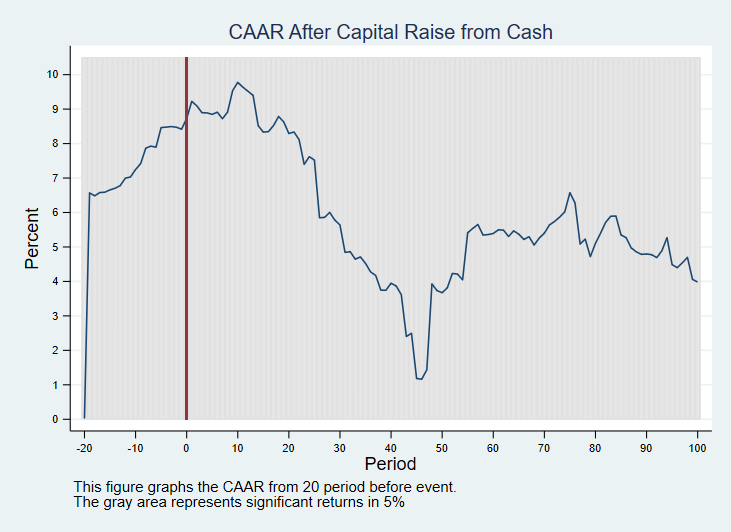 CAAR After Capital Raise from Cash
Percent
10
9
8
7
6
5
4
3
2
1
0
-20 -10 0 10 20 30 40 50 60 70 80 90 100
Period
This figure graphs the CAAR from 20 period before event.
The gray area represents significant returns in 5%